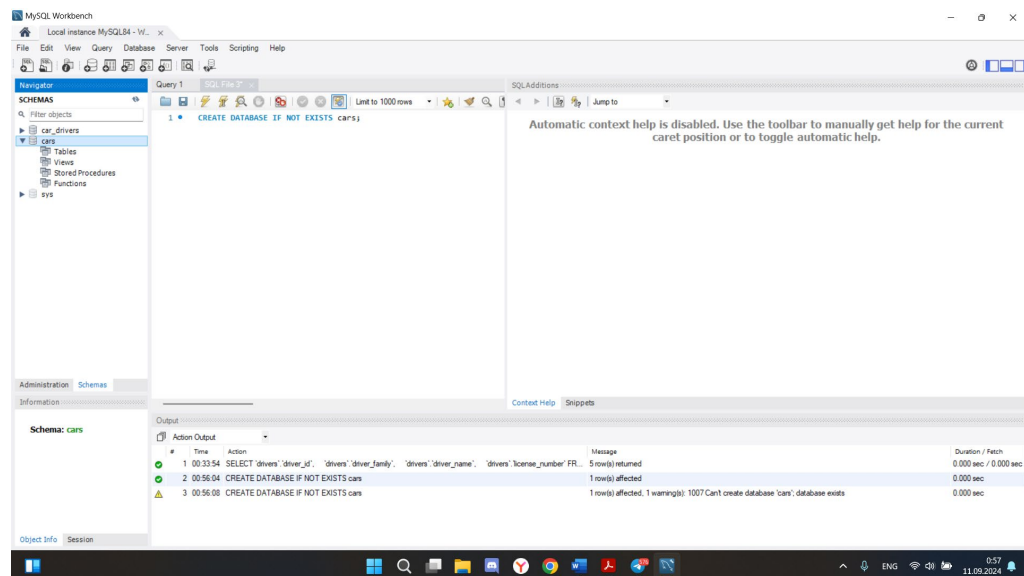 MySQL Workbench
Local instance MySQL84 - W... ×
File Edit View Query Database Server Tools Scripting Help
Navigator
SCHEMAS
Filter objects
car_drivers
cars
Tables
Views
Stored Procedures
Functions
sys
Administration Schemas
Information
Schema: cars
Object Info Session
Query 1 SQL File 3* ×
Limit to 1000 rows
1 CREATE DATABASE IF NOT EXISTS cars;
SQLAdditions
Jump to
Automatic context help is disabled. Use the toolbar to manually get help for the current
caret position or to toggle automatic help.
Context Help Snippets
Output
Action Output
# Time Action Message Duration / Fetch
1 00:33:54 SELECT `drivers`.`driver_id`, `drivers`.`driver_family`, `drivers`.`driver_name`, `drivers`.`license_number` FR... 5 row(s) returned 0.000 sec / 0.000 sec
2 00:56:04 CREATE DATABASE IF NOT EXISTS cars 1 row(s) affected 0.000 sec
3 00:56:08 CREATE DATABASE IF NOT EXISTS cars 1 row(s) affected, 1 warning(s): 1007 Can't create database 'cars'; database exists 0.000 sec
ENG 0:57
11.09.2024